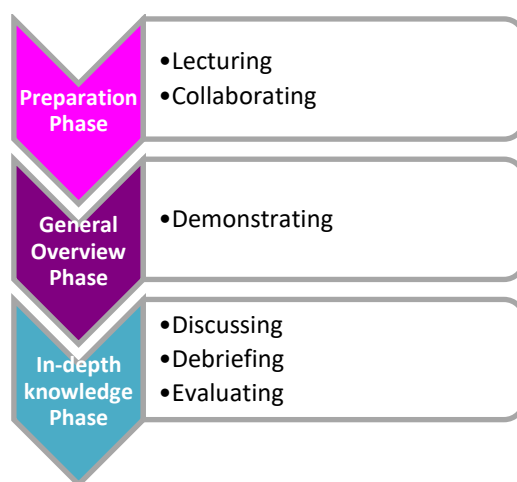 Preparation
Phase
•Lecturing
•Collaborating
General
Overview
Phase
•Demonstrating
In-depth
knowledge
Phase
•Discussing
•Debriefing
•Evaluating